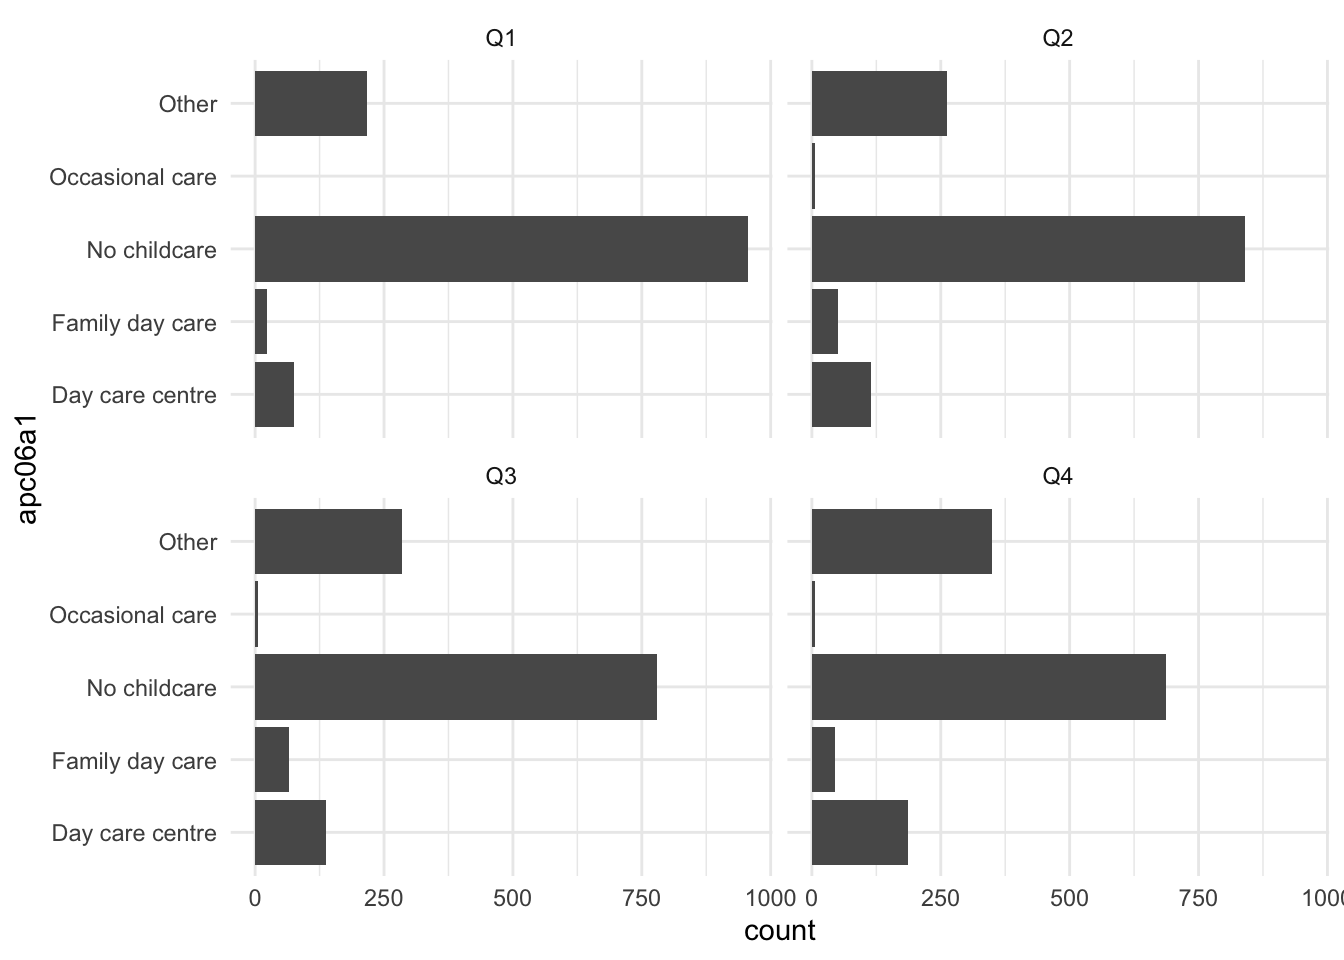 Q1
Q2
Other
Occasional care
No childcare
Family day care
Day care centre
apc06a1
Q3
Q4
Other
Occasional care
No childcare
Family day care
Day care centre
0 250 500 750 1000 0 250 500 750 1000
count